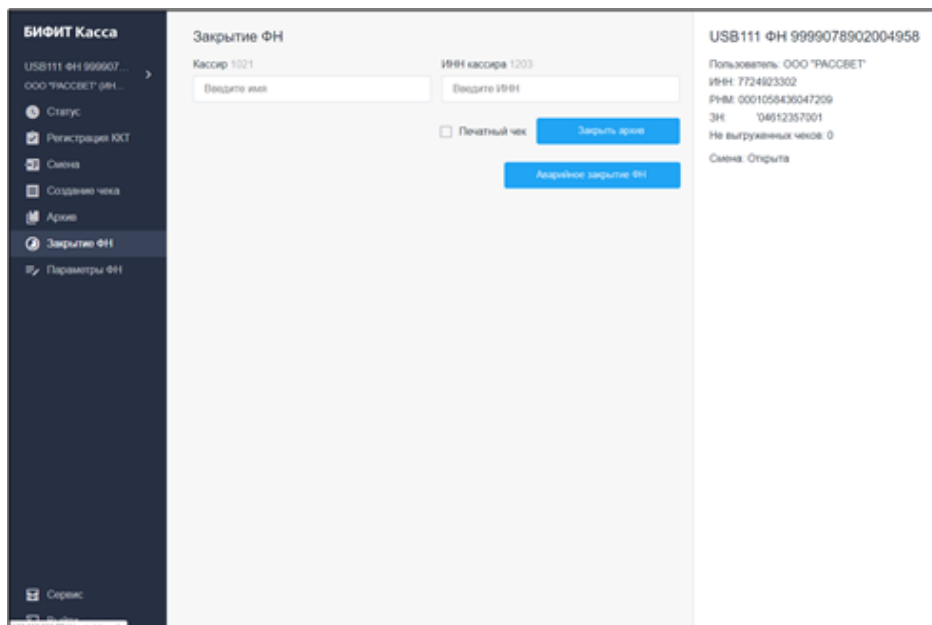 БИФИТ Касса
USB111 ФН 999907...
ООО "РАССВЕТ" (ИН...
Статус
Регистрация ККТ
Смена
Создание чека
Архив
Закрытие ФН
Параметры ФН
Сервис
Закрытие ФН
Кассир 1021
ИНН кассира 1203
Введите имя
Введите ИНН
Печатный чек
Закрыть архив
Аварийное закрытие ФН
USB111 ФН 9999078902004958
Пользователь: ООО "РАССВЕТ"
ИНН: 7724923302
РНМ: 0001058436047209
ЗН: '04612357001
Не выгруженных чеков: 0
Смена: Открыта